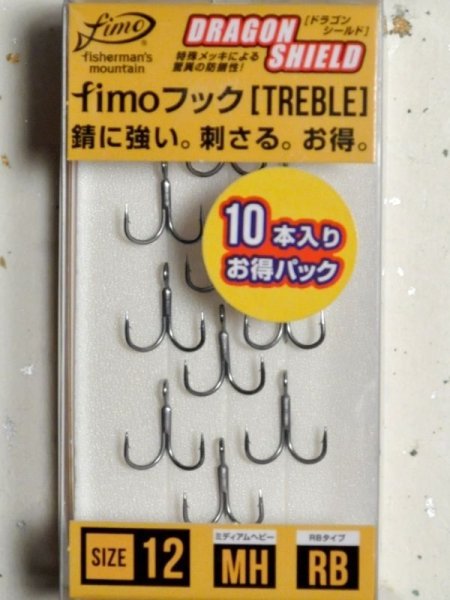 fimo
®
fisherman's
mountain
DRAGON
SHIELD
[ドラゴン
シールド]
特殊メッキによる
驚異の防錆性!
fimoフック[TREBLE]
錆に強い。刺さる。お得。
10本入り
お得パック
SIZE 12
ミディアムヘビー
MH
RBタイプ
RB